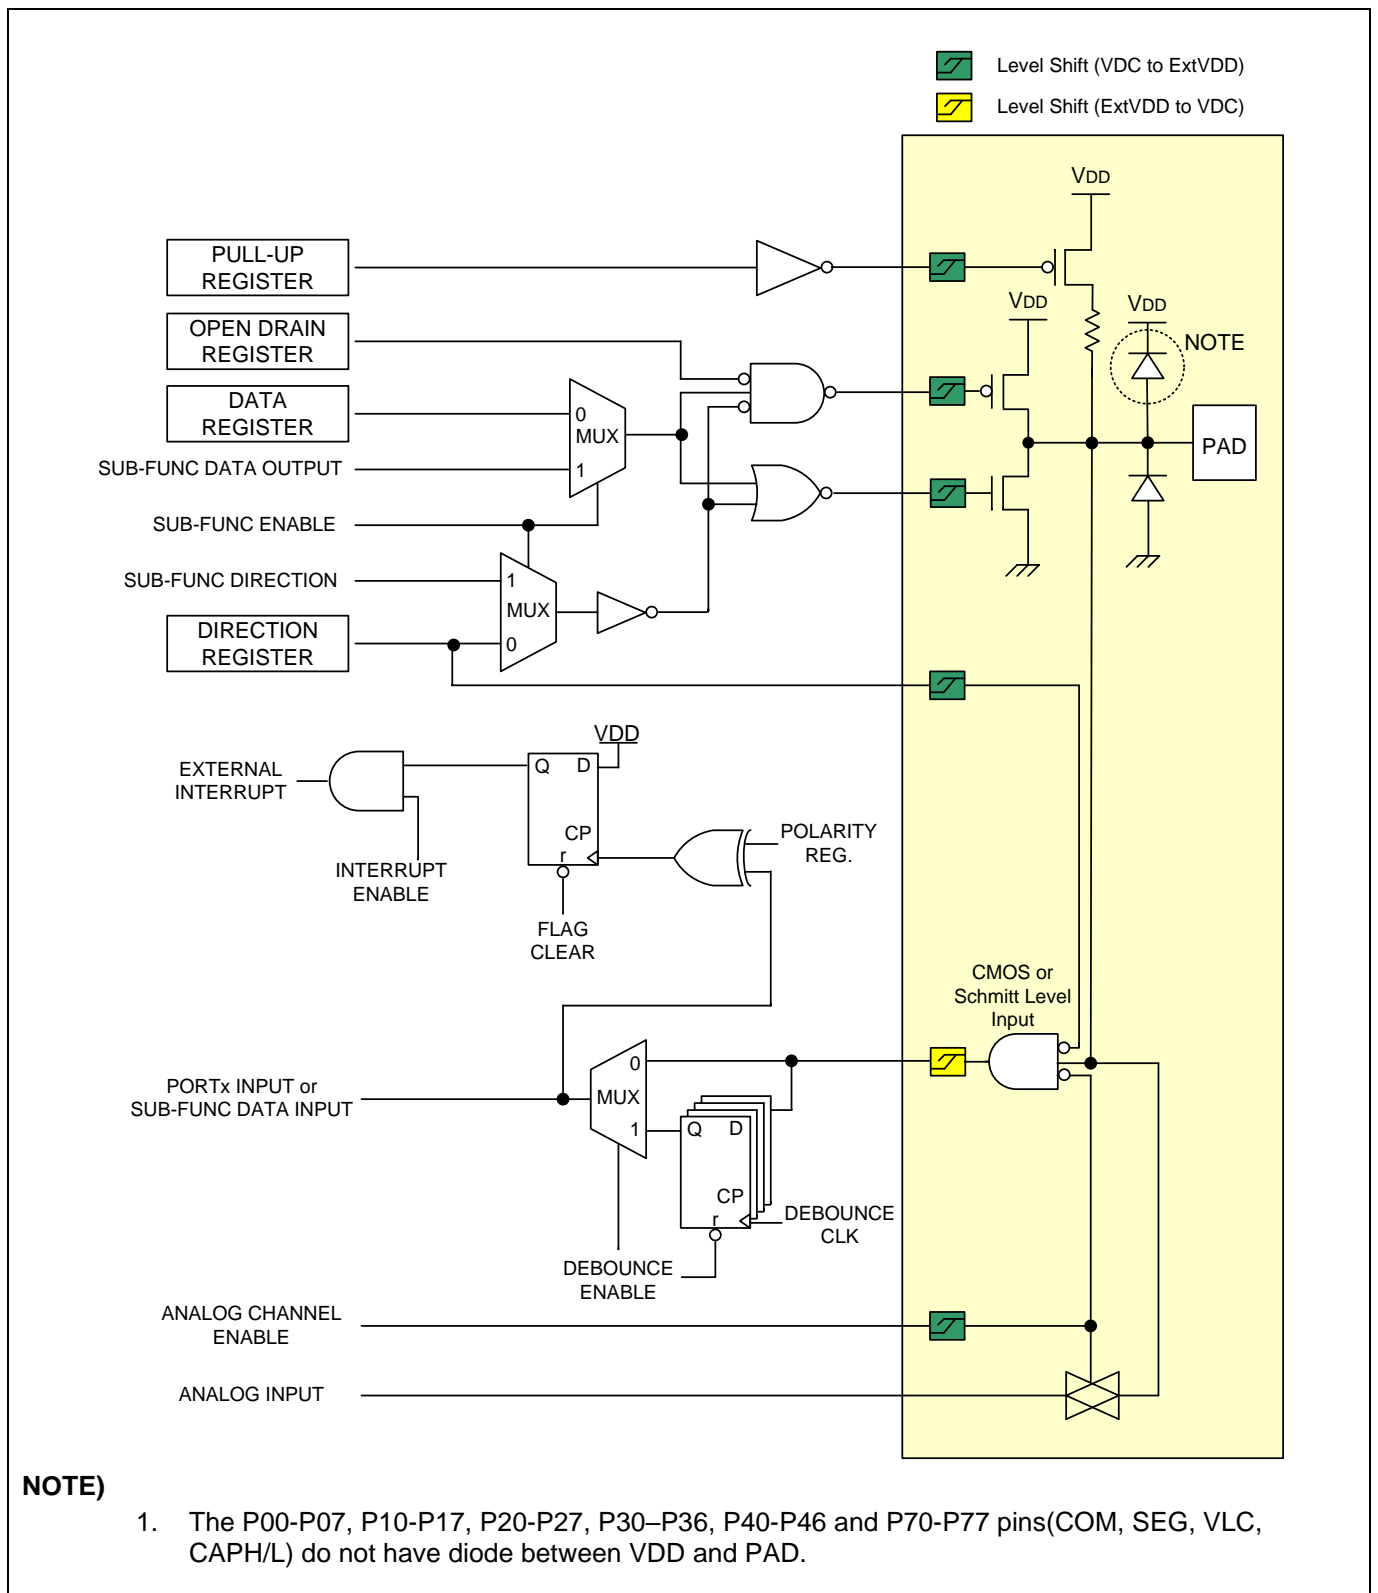 Level Shift (VDC to ExtVDD)
Level Shift (ExtVDD to VDC)
VDD
PULL-UP
REGISTER
VDD
VDD
OPEN DRAIN
REGISTER
NOTE
DATA
REGISTER
0
MUX
1
PAD
SUB-FUNC DATA OUTPUT
SUB-FUNC ENABLE
SUB-FUNC DIRECTION
1
MUX
0
DIRECTION
REGISTER
VDD
Q D
CP
r
EXTERNAL
INTERRUPT
POLARITY
REG.
INTERRUPT
ENABLE
FLAG
CLEAR
CMOS or
Schmitt Level
Input
0
MUX
1
PORTx INPUT or
SUB-FUNC DATA INPUT
Q D
CP
r
DEBOUNCE
CLK
DEBOUNCE
ENABLE
ANALOG CHANNEL
ENABLE
ANALOG INPUT
NOTE)
1. The P00-P07, P10-P17, P20-P27, P30–P36, P40-P46 and P70-P77 pins(COM, SEG, VLC,
CAPH/L) do not have diode between VDD and PAD.